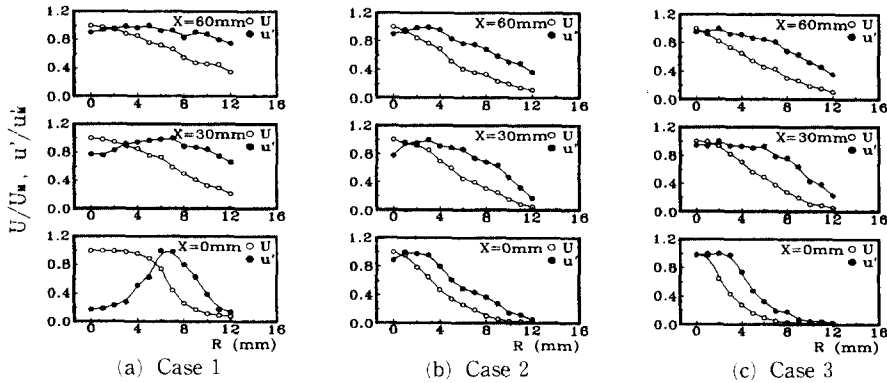 U/U_M, u'/u'_M
1.2
0.8
0.4
0.0
X=60mm ○ U
● u'
1.2
0.8
0.4
0.0
X=30mm ○ U
● u'
1.2
0.8
0.4
0.0
X=0mm ○ U
● u'
0 4 8 12 16
R (mm)
(a) Case 1
1.2
0.8
0.4
0.0
X=60mm ○ U
● u'
1.2
0.8
0.4
0.0
X=30mm ○ U
● u'
1.2
0.8
0.4
0.0
X=0mm ○ U
● u'
0 4 8 12 16
R (mm)
(b) Case 2
1.2
0.8
0.4
0.0
X=60mm ○ U
● u'
1.2
0.8
0.4
0.0
X=30mm ○ U
● u'
1.2
0.8
0.4
0.0
X=0mm ○ U
● u'
0 4 8 12 16
R (mm)
(c) Case 3